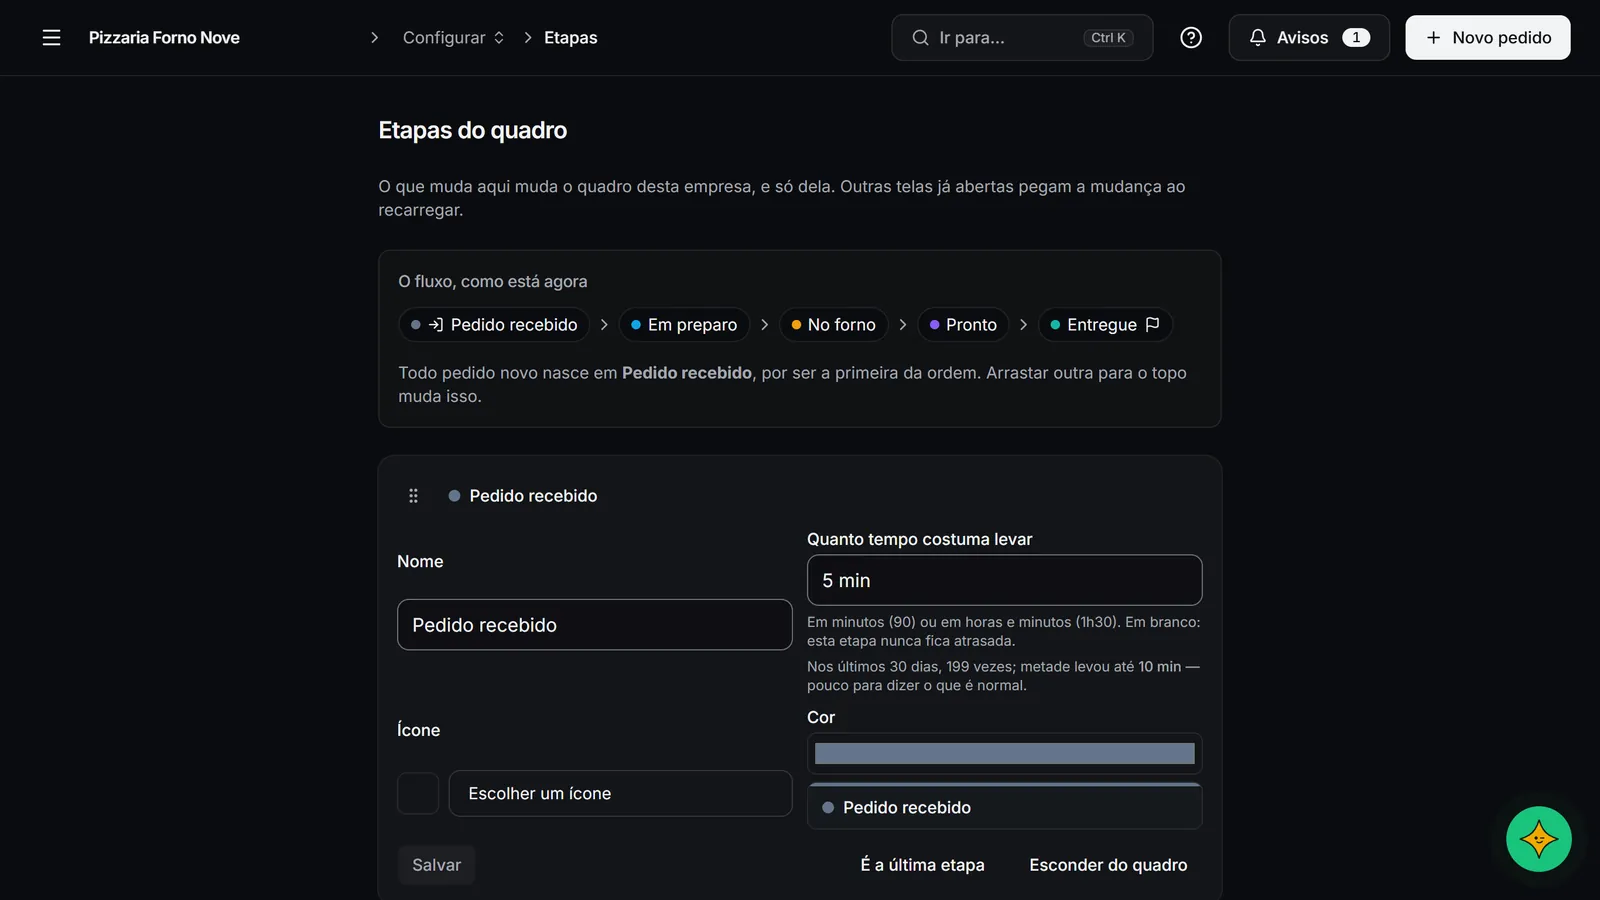 Pizzaria Forno Nove
Configurar
Etapas
Ir para...
Ctrl K
Avisos 1
Novo pedido
Etapas do quadro
O que muda aqui muda o quadro desta empresa, e só dela. Outras telas já abertas pegam a mudança ao
recarregar.
O fluxo, como está agora
Pedido recebido
Em preparo
No forno
Pronto
Entregue
Todo pedido novo nasce em Pedido recebido, por ser a primeira da ordem. Arrastar outra para o topo
muda isso.
Pedido recebido
Nome
Pedido recebido
Quanto tempo costuma levar
5 min
Em minutos (90) ou em horas e minutos (1h30). Em branco:
esta etapa nunca fica atrasada.
Nos últimos 30 dias, 199 vezes; metade levou até 10 min —
pouco para dizer o que é normal.
Ícone
Escolher um ícone
Cor
Pedido recebido
Salvar
É a última etapa
Esconder do quadro